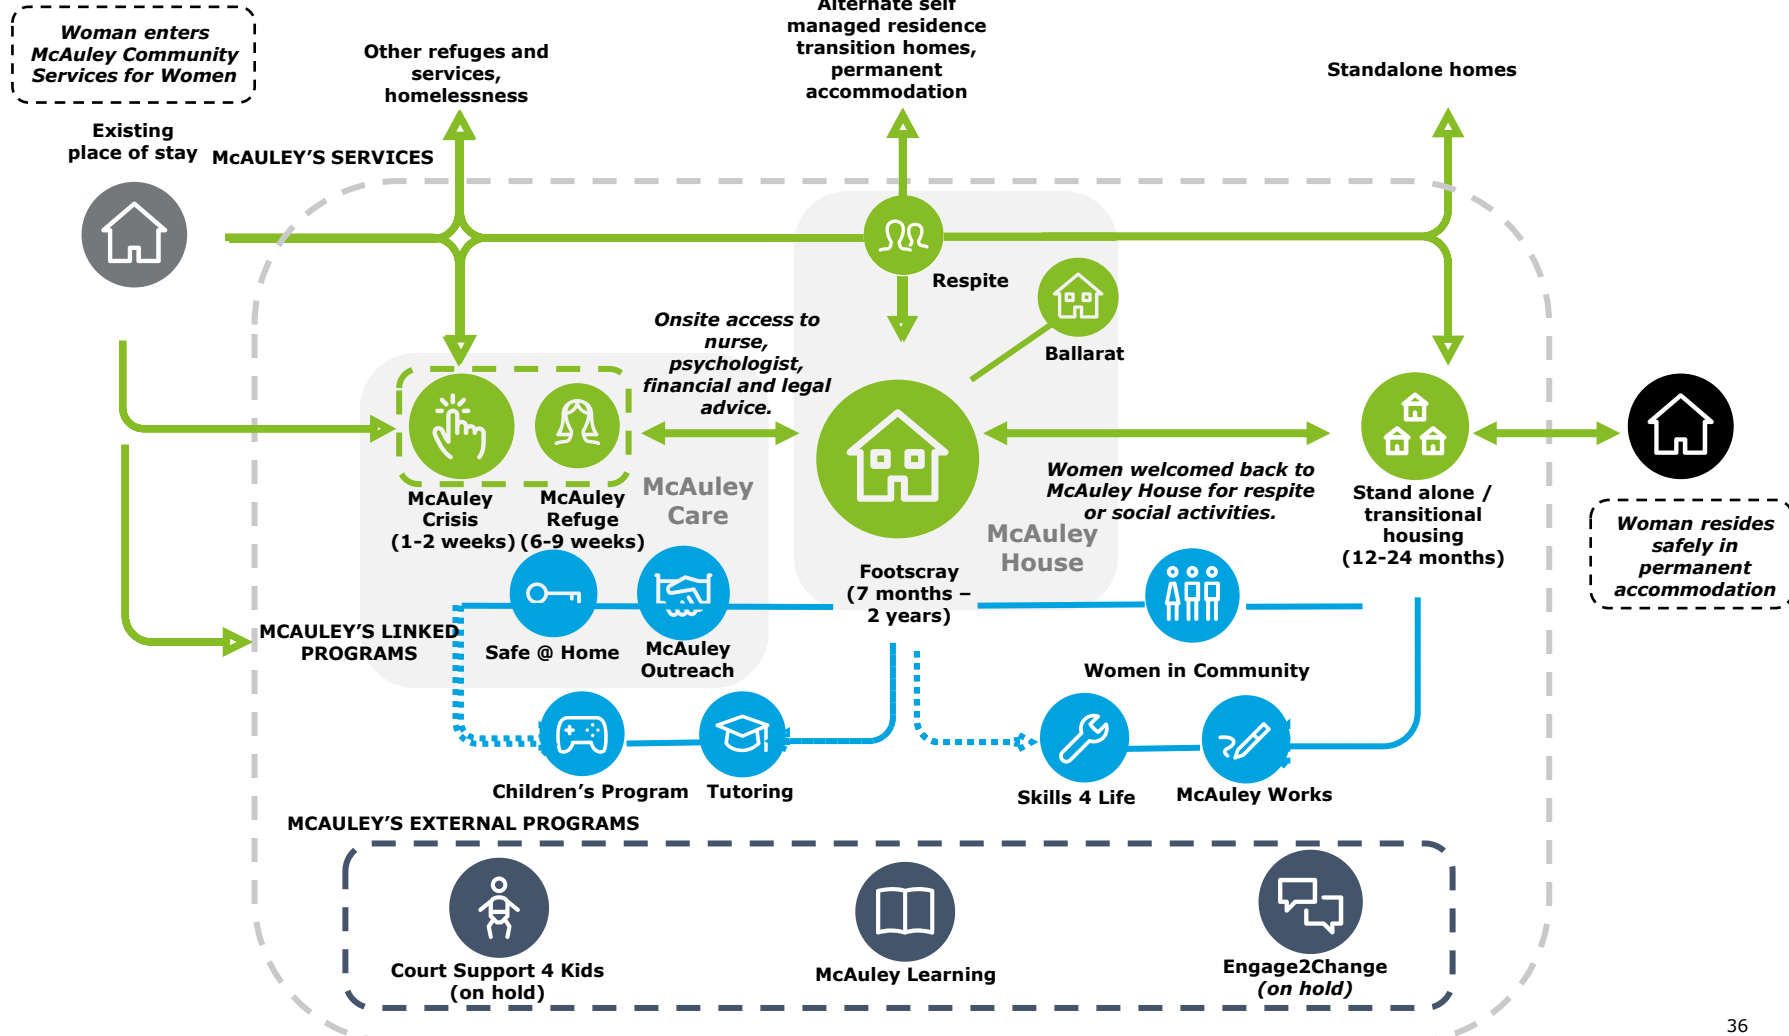 Woman enters
McAuley Community
Services for Women
Existing
place of stay
McAULEY'S SERVICES
Other refuges and
services,
homelessness
Alternate self
managed residence
transition homes,
permanent
accommodation
Standalone homes
Respite
Ballarat
Onsite access to
nurse,
psychologist,
financial and legal
advice.
McAuley
Crisis
(1-2 weeks)
McAuley
Refuge
(6-9 weeks)
McAuley
Care
Footscray
(7 months –
2 years)
McAuley
House
Women welcomed back to
McAuley House for respite
or social activities.
Stand alone /
transitional
housing
(12-24 months)
Woman resides
safely in
permanent
accommodation
MCAULEY'S LINKED
PROGRAMS
Safe @ Home
McAuley
Outreach
Women in Community
Children's Program
Tutoring
Skills 4 Life
McAuley Works
MCAULEY'S EXTERNAL PROGRAMS
Court Support 4 Kids
(on hold)
McAuley Learning
Engage2Change
(on hold)
36